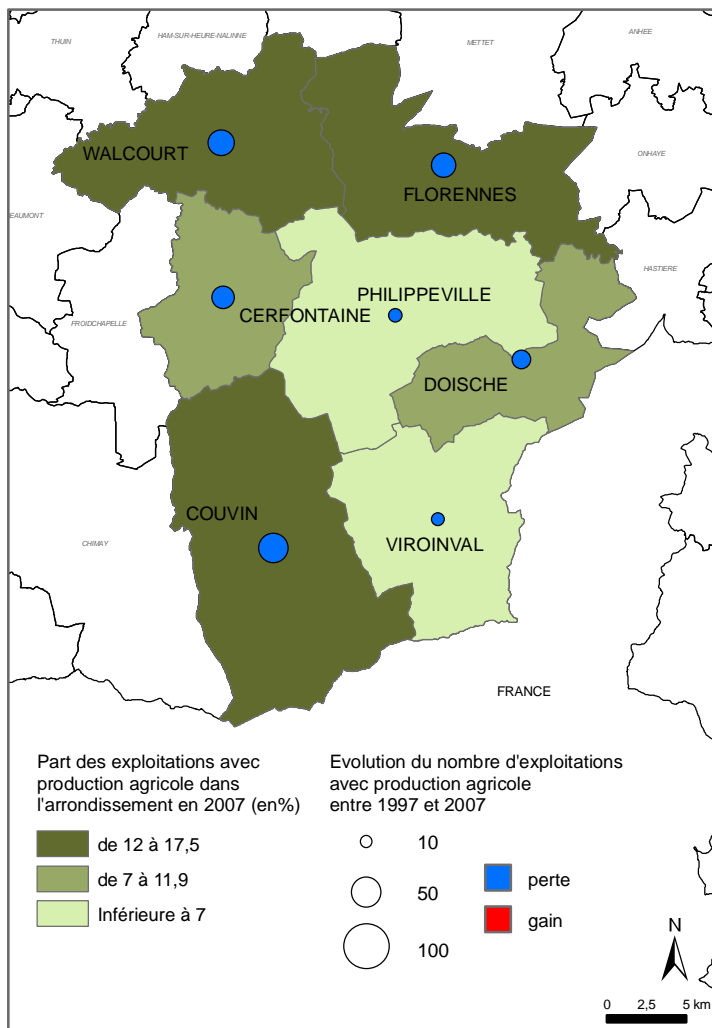 THUIN
HAM-SUR-HEURE-NALINNE
METTET
ANHEE
WALCOURT
FLORENNES
ONHAYE
EAUMONT
HASTIERE
PHILIPPEVILLE
CERFONTAINE
FROIDCHAPELLE
DOISCHE
COUVIN
CHIMAY
VIROINVAL
FRANCE
Part des exploitations avec
production agricole dans
l'arrondissement en 2007 (en%)
de 12 à 17,5
de 7 à 11,9
Inférieure à 7
Evolution du nombre d'exploitations
avec production agricole
entre 1997 et 2007
10
50
100
perte
gain
N
0 2,5 5 km